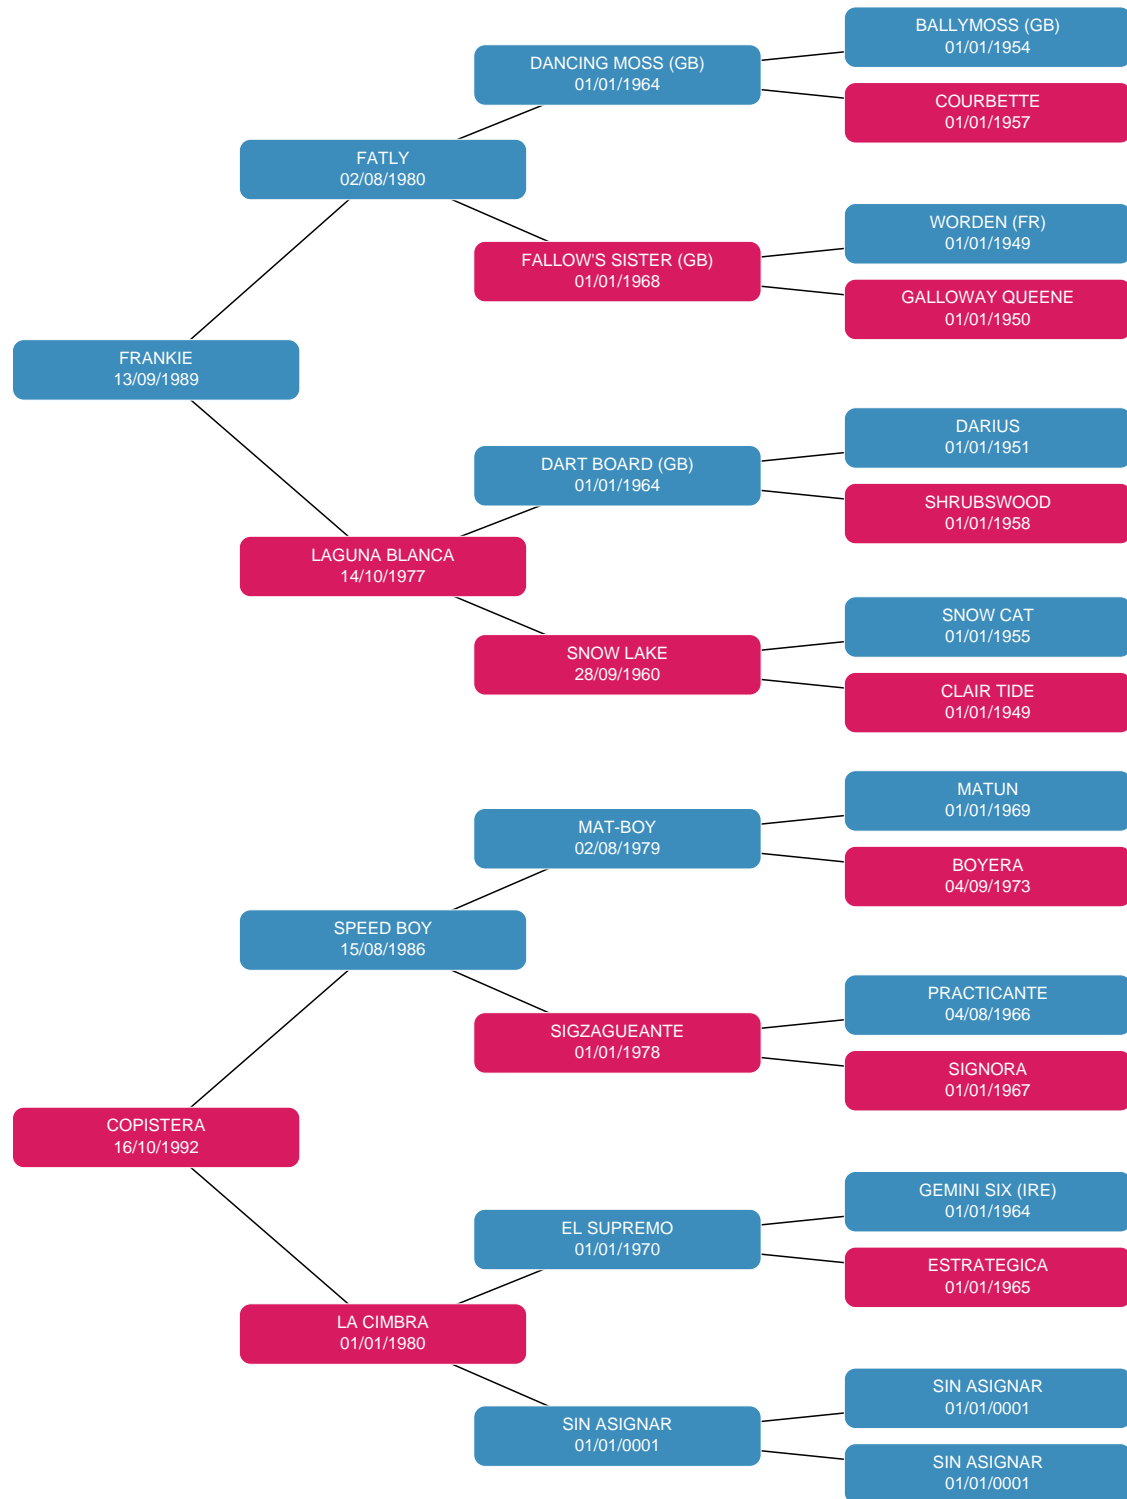 BALLYMOSS (GB)
01/01/1954
DANCING MOSS (GB)
01/01/1964
COURBETTE
01/01/1957
FATLY
02/08/1980
WORDEN (FR)
01/01/1949
FALLOW'S SISTER (GB)
01/01/1968
GALLOWAY QUEENE
01/01/1950
FRANKIE
13/09/1989
DARIUS
01/01/1951
DART BOARD (GB)
01/01/1964
SHRUBSWOOD
01/01/1958
LAGUNA BLANCA
14/10/1977
SNOW CAT
01/01/1955
SNOW LAKE
28/09/1960
CLAIR TIDE
01/01/1949
MATUN
01/01/1969
MAT-BOY
02/08/1979
BOYERA
04/09/1973
SPEED BOY
15/08/1986
PRACTICANTE
04/08/1966
SIGZAGUEANTE
01/01/1978
SIGNORA
01/01/1967
COPISTERA
16/10/1992
GEMINI SIX (IRE)
01/01/1964
EL SUPREMO
01/01/1970
ESTRATEGICA
01/01/1965
LA CIMBRA
01/01/1980
SIN ASIGNAR
01/01/0001
SIN ASIGNAR
01/01/0001
SIN ASIGNAR
01/01/0001